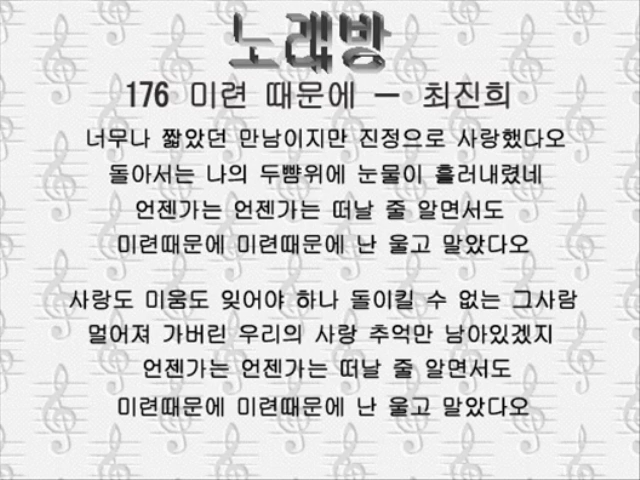 노래방
176 미련 때문에 - 최진희
너무나 짧았던 만남이지만 진정으로 사랑했다오
돌아서는 나의 두빰위에 눈물이 흘러내렸네
언젠가는 언젠가는 떠날 줄 알면서도
미련때문에 미련때문에 난 울고 말았다오
사랑도 미움도 잊어야 하나 돌이킬 수 없는 그사람
멀어져 가버린 우리의 사랑 추억만 남아있겠지
언젠가는 언젠가는 떠날 줄 알면서도
미련때문에 미련때문에 난 울고 말았다오